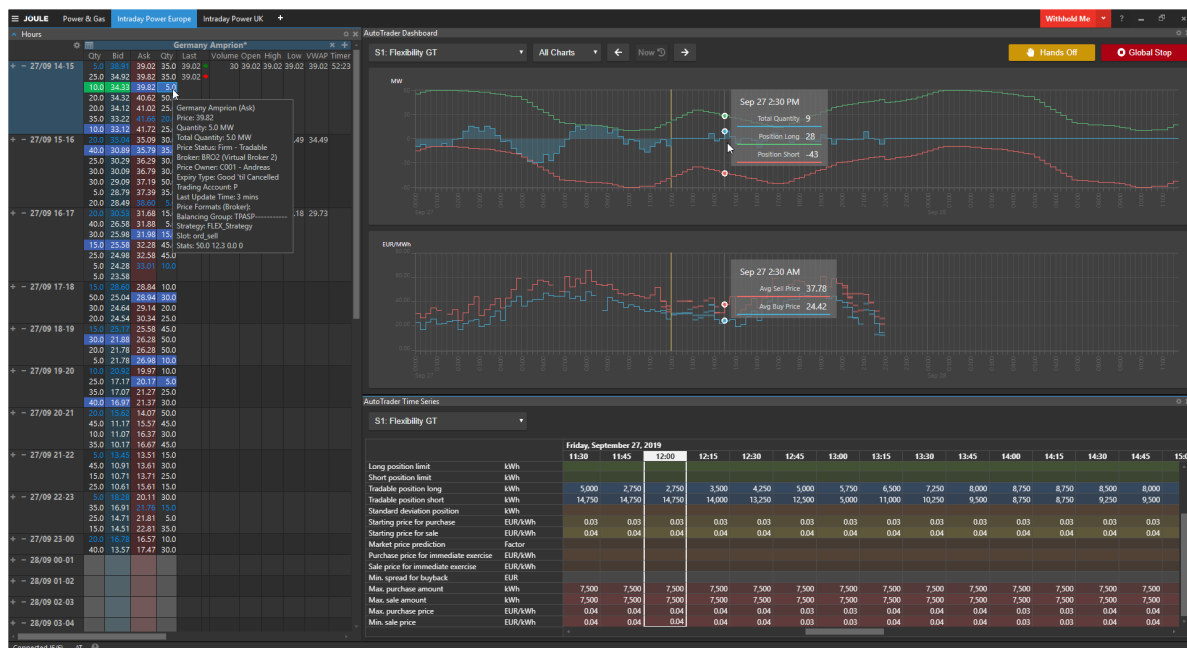 JOULE Power & Gas Intraday Power Europe Intraday Power UK + Withhold Me ?
Hours
Germany Amprion*
Qty Bid Ask Qty Last Volume Open High Low VWAP Timer
27/09 14-15 5.0 38.91 39.02 35.0 39.02 30 39.02 39.02 39.02 39.02 52:23
25.0 34.92 39.82 35.0 39.02
10.0 34.33 39.82 5.0
20.0 34.32 40.62 50.
20.0 34.12 41.02 25.
35.0 33.22 41.66 20.
10.0 33.12 41.72 25.
Germany Amprion (Ask)
Price: 39.82
Quantity: 5.0 MW
Total Quantity: 5.0 MW
Price Status: Firm - Tradable
Broker: BRO2 (Virtual Broker 2)
Price Owner: C001 - Andreas
Expiry Type: Good 'til Cancelled
Trading Account: P
Last Update Time: 3 mins
Price Formats (Broker):
Balancing Group: TPASP------------
Strategy: FLEX_Strategy
Slot: ord_sell
Stats: 50.0 12.3 0.0 0
27/09 15-16 20.0 35.04 35.09 30. .49 34.49
40.0 30.89 35.79 35.
25.0 30.29 36.29 30.
30.0 30.09 36.79 30.
30.0 29.09 37.19 50.
5.0 28.79 37.39 35.
20.0 28.49 38.60 5.
27/09 16-17 20.0 30.53 31.68 15. .18 29.73
40.0 26.58 31.88 5.
30.0 25.98 31.98 15.
15.0 25.58 32.28 45.
25.0 24.98 32.58 45.0
5.0 24.28 33.01 10.0
5.0 23.58
27/09 17-18 15.0 28.60 28.84 10.0
50.0 25.04 28.94 30.0
30.0 24.64 29.14 20.0
20.0 24.54 30.34 25.0
27/09 18-19 15.0 25.17 25.58 45.0
30.0 21.88 26.28 50.0
20.0 21.78 26.28 50.0
5.0 21.78 26.98 10.0
27/09 19-20 10.0 20.92 19.97 10.0
25.0 17.17 20.17 5.0
35.0 17.07 21.27 25.0
40.0 16.97 21.37 30.0
27/09 20-21 20.0 15.62 14.07 50.0
45.0 11.17 15.57 45.0
10.0 11.07 16.37 30.0
35.0 10.17 16.67 45.0
27/09 21-22 5.0 13.45 13.51 15.0
45.0 10.91 13.61 30.0
15.0 10.71 13.71 25.0
25.0 10.61 15.61 15.0
27/09 22-23 5.0 18.28 20.11 30.0
35.0 16.91 21.76 15.0
25.0 14.71 21.81 5.0
15.0 14.51 22.81 35.0
27/09 23-00 20.0 16.78 16.57 10.0
40.0 13.57 17.47 30.0
28/09 00-01
28/09 01-02
28/09 02-03
28/09 03-04
AutoTrader Dashboard
S1: Flexibility GT All Charts Now Hands Off Global Stop
MW
Sep 27 2:30 PM
Total Quantity 9
Position Long 28
Position Short -43
EUR/MWh
Sep 27 2:30 AM
Avg Sell Price 37.78
Avg Buy Price 24.42
AutoTrader Time Series
S1: Flexibility GT
Friday, September 27, 2019
11:30 11:45 12:00 12:15 12:30 12:45 13:00 13:15 13:30 13:45 14:00 14:15 14:30 14:45 15:0
Long position limit kWh
Short position limit kWh
Tradable position long kWh 5,000 2,750 2,750 3,500 4,250 5,000 5,750 6,500 7,250 8,000 8,750 8,750 8,500 8,000
Tradable position short kWh 14,750 14,750 14,750 14,000 13,250 12,500 5,000 11,000 10,250 9,500 8,750 8,750 9,250 9,500
Standard deviation position kWh
Starting price for purchase EUR/kWh 0.03 0.03 0.03 0.03 0.03 0.03 0.03 0.03 0.03 0.03 0.03 0.03 0.03 0.03
Starting price for sale EUR/kWh 0.04 0.04 0.04 0.04 0.04 0.04 0.04 0.04 0.04 0.04 0.04 0.04 0.04 0.04
Market price prediction Factor
Purchase price for immediate exercise EUR/kWh
Sale price for immediate exercise EUR/kWh
Min. spread for buyback EUR
Max. purchase amount kWh 7,500 7,500 7,500 7,500 7,500 7,500 7,500 7,500 7,500 7,500 7,500 7,500 7,500 7,500
Max. sale amount kWh 7,500 7,500 7,500 7,500 7,500 7,500 7,500 7,500 7,500 7,500 7,500 7,500 7,500 7,500
Max. purchase price EUR/kWh 0.04 0.04 0.04 0.04 0.04 0.03 0.03 0.04 0.04 0.03 0.03 0.04 0.04 0.04
Min. sale price EUR/kWh 0.04 0.04 0.04 0.04 0.04 0.03 0.03 0.04 0.04 0.03 0.03 0.04 0.04 0.04